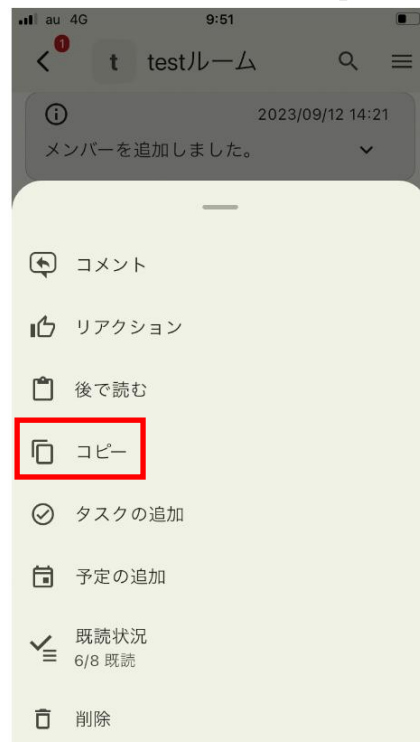 au 4G 9:51
1
t testルーム
2023/09/12 14:21
メンバーを追加しました。
コメント
リアクション
後で読む
コピー
タスクの追加
予定の追加
既読状況
6/8 既読
削除